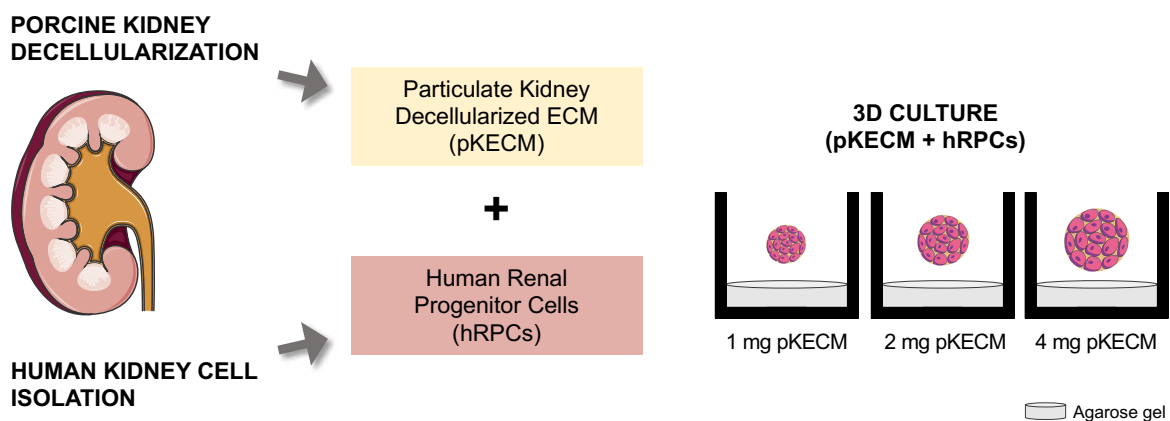 PORCINE KIDNEY
DECELLULARIZATION
Particulate Kidney
Decellularized ECM
(pKECM)
+
Human Renal
Progenitor Cells
(hRPCs)
HUMAN KIDNEY CELL
ISOLATION
3D CULTURE
(pKECM + hRPCs)
1 mg pKECM
2 mg pKECM
4 mg pKECM
Agarose gel